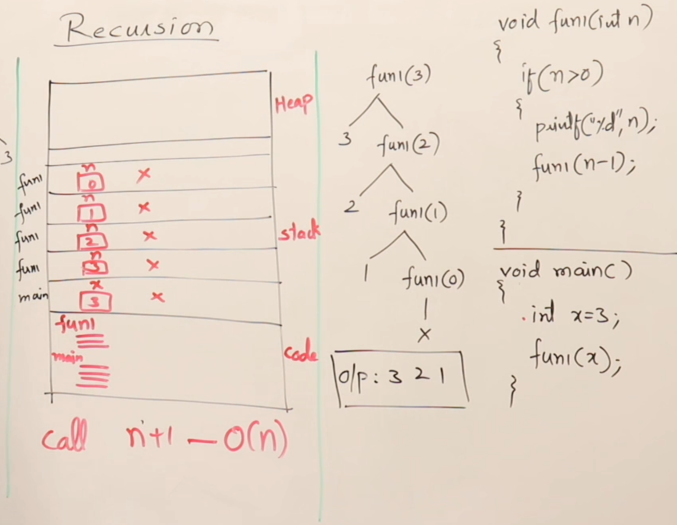 Recursion
Heap
3
fun1 n 0 ×
fun1 n 1 ×
fun1 n 2 ×
stack
fun1 n 3 ×
main x 3 ×
fun1
main
code
call n+1 — O(n)
fun1(3)
3 fun1(2)
2 fun1(1)
1 fun1(0)
×
o/p : 3 2 1
void fun1(int n)
{
if(n>0)
{
printf("%d", n);
fun1(n-1);
}
}
void main()
{
int x=3;
fun1(x);
}